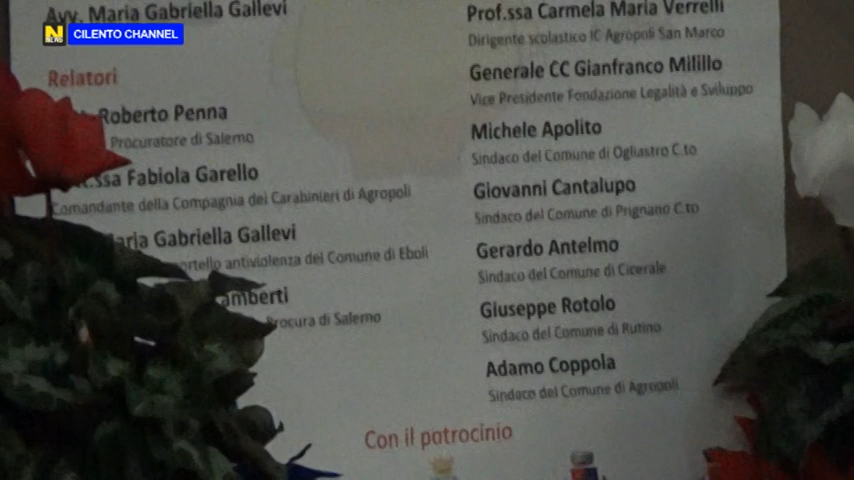 Avv. Maria Gabriella Gallevi
CILENTO CHANNEL
Relatori
Roberto Penna
Procuratore di Salerno
ssa Fabiola Garello
Comandante della Compagnia dei Carabinieri di Agropoli
Maria Gabriella Gallevi
antiviolenza del Comune di Eboli
amberti
Procura di Salerno
Prof.ssa Carmela Maria Verrelli
Dirigente scolastico IC Agropoli San Marco
Generale CC Gianfranco Milillo
Vice Presidente Fondazione Legalità e Sviluppo
Michele Apolito
Sindaco del Comune di Ogliastro C.to
Giovanni Cantalupo
Sindaco del Comune di Prignano C.to
Gerardo Antelmo
Sindaco del Comune di Cicerale
Giuseppe Rotolo
Sindaco del Comune di Rutino
Adamo Coppola
Sindaco del Comune di Agropoli
Con il patrocinio